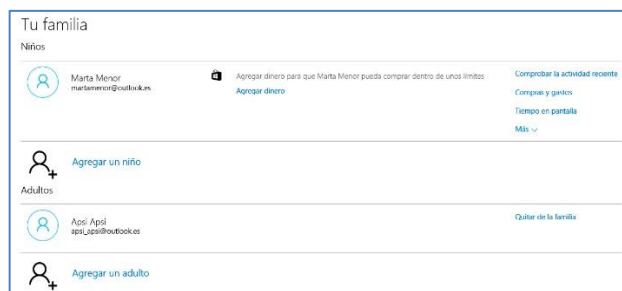 Tu familia
Niños
Marta Menor
martamenor@outlook.es
Agregar dinero para que Marta Menor pueda comprar dentro de unos límites
Agregar dinero
Comprobar la actividad reciente
Compras y gastos
Tiempo en pantalla
Más
Agregar un niño
Adultos
Apsi Apsi
apsi_apsi@outlook.es
Quitar de la familia
Agregar un adulto